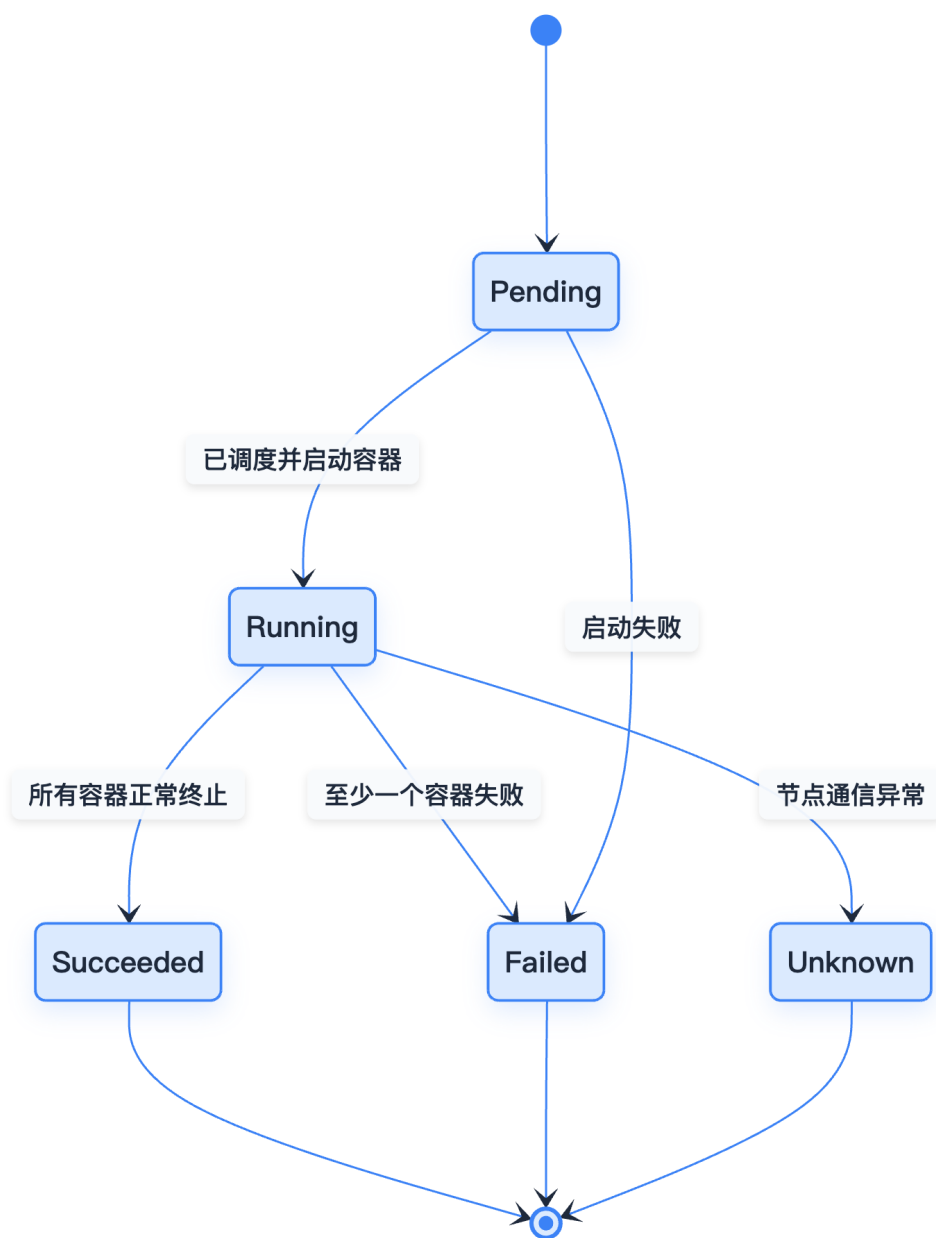 Pending
已调度并启动容器
Running
启动失败
所有容器正常终止
至少一个容器失败
节点通信异常
Succeeded
Failed
Unknown